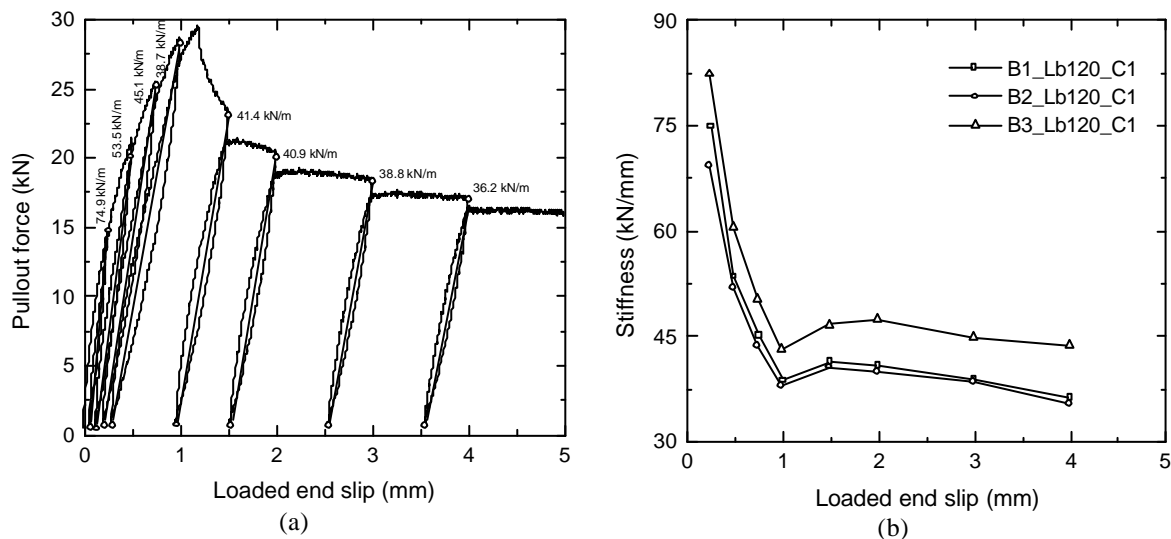 30
25
20
15
10
5
0
0 1 2 3 4 5
Pullout force (kN)
Loaded end slip (mm)
74.9 kN/m
53.5 kN/m
45.1 kN/m
38.7 kN/m
41.4 kN/m
40.9 kN/m
38.8 kN/m
36.2 kN/m
(a)
90
75
60
45
30
0 1 2 3 4 5
Stiffness (kN/mm)
Loaded end slip (mm)
B1_Lb120_C1
B2_Lb120_C1
B3_Lb120_C1
(b)